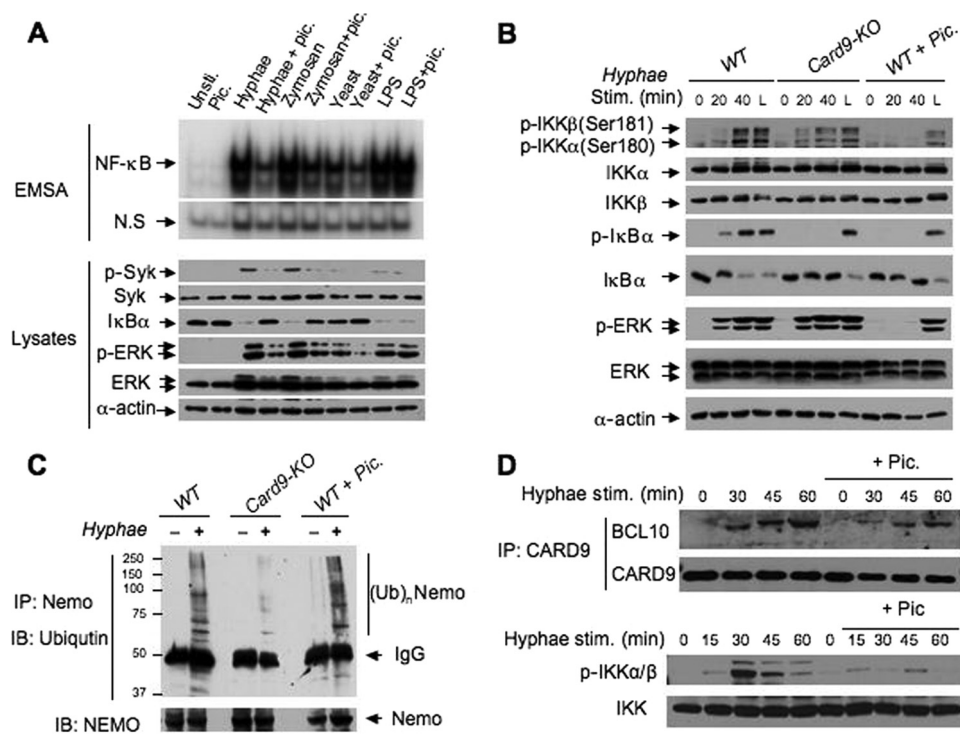 A
Unsti.
Pic.
Hyphae
Hyphae + pic.
Zymosan
Zymosan+pic.
Yeast
Yeast+ pic.
LPS
LPS+pic.
EMSA
NF-κB
N.S
Lysates
p-Syk
Syk
IκBα
p-ERK
ERK
α-actin
B
WT
Card9-KO
WT + Pic.
Hyphae
Stim. (min) 0 20 40 L 0 20 40 L 0 20 40 L
p-IKKβ(Ser181)
p-IKKα(Ser180)
IKKα
IKKβ
p-IκBα
IκBα
p-ERK
ERK
α-actin
C
WT
Card9-KO
WT + Pic.
Hyphae – + – + – +
250
150
100
75
50
37
IP: Nemo
IB: Ubiqutin
(Ub)n Nemo
IgG
IB: NEMO
Nemo
D
+ Pic.
Hyphae stim. (min) 0 30 45 60 0 30 45 60
IP: CARD9
BCL10
CARD9
+ Pic
Hyphae stim. (min) 0 15 30 45 60 0 15 30 45 60
p-IKKα/β
IKK